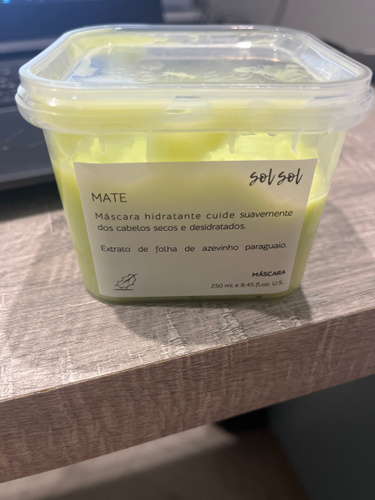 sol sol
MATE
Máscara hidratante cuide suavemente
dos cabelos secos e desidratados.
Extrato de folha de azevinho paraguaio.
MÁSCARA
250 ml e 8.45 fl.oz. U.S.